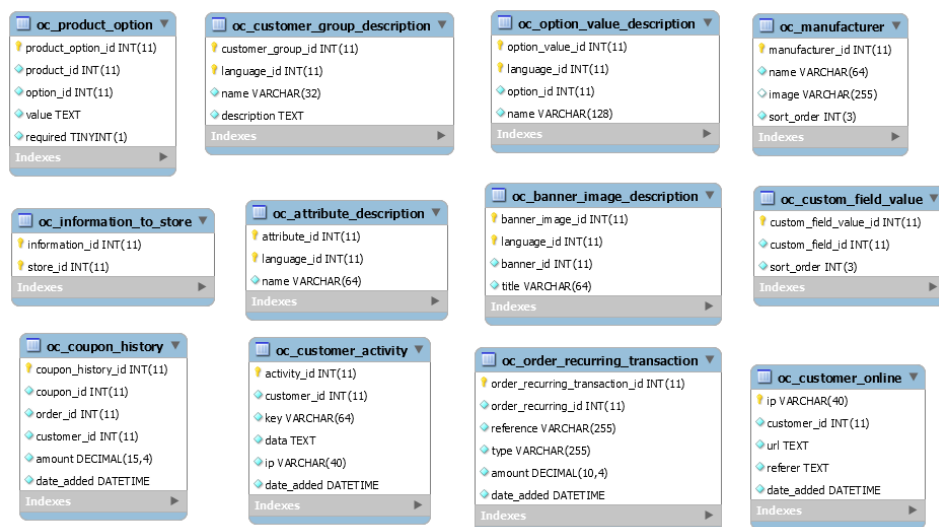 oc_product_option
product_option_id INT(11)
product_id INT(11)
option_id INT(11)
value TEXT
required TINYINT(1)
Indexes
oc_customer_group_description
customer_group_id INT(11)
language_id INT(11)
name VARCHAR(32)
description TEXT
Indexes
oc_option_value_description
option_value_id INT(11)
language_id INT(11)
option_id INT(11)
name VARCHAR(128)
Indexes
oc_manufacturer
manufacturer_id INT(11)
name VARCHAR(64)
image VARCHAR(255)
sort_order INT(3)
Indexes
oc_information_to_store
information_id INT(11)
store_id INT(11)
Indexes
oc_attribute_description
attribute_id INT(11)
language_id INT(11)
name VARCHAR(64)
Indexes
oc_banner_image_description
banner_image_id INT(11)
language_id INT(11)
banner_id INT(11)
title VARCHAR(64)
Indexes
oc_custom_field_value
custom_field_value_id INT(11)
custom_field_id INT(11)
sort_order INT(3)
Indexes
oc_coupon_history
coupon_history_id INT(11)
coupon_id INT(11)
order_id INT(11)
customer_id INT(11)
amount DECIMAL(15,4)
date_added DATETIME
Indexes
oc_customer_activity
activity_id INT(11)
customer_id INT(11)
key VARCHAR(64)
data TEXT
ip VARCHAR(40)
date_added DATETIME
Indexes
oc_order_recurring_transaction
order_recurring_transaction_id INT(11)
order_recurring_id INT(11)
reference VARCHAR(255)
type VARCHAR(255)
amount DECIMAL(10,4)
date_added DATETIME
Indexes
oc_customer_online
ip VARCHAR(40)
customer_id INT(11)
url TEXT
referer TEXT
date_added DATETIME
Indexes